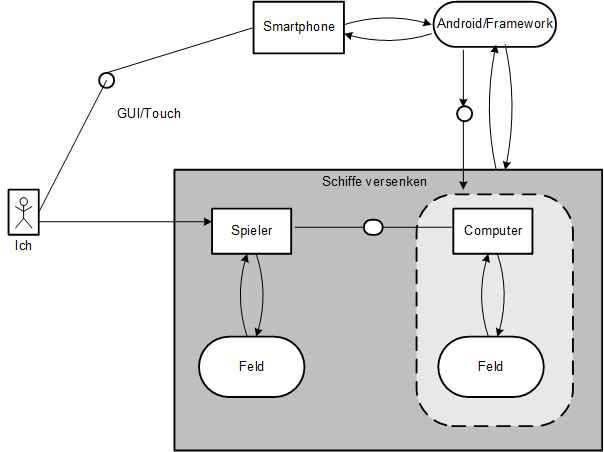 Smartphone
Android/Framework
GUI/Touch
Schiffe versenken
Ich
Spieler
Computer
Feld
Feld